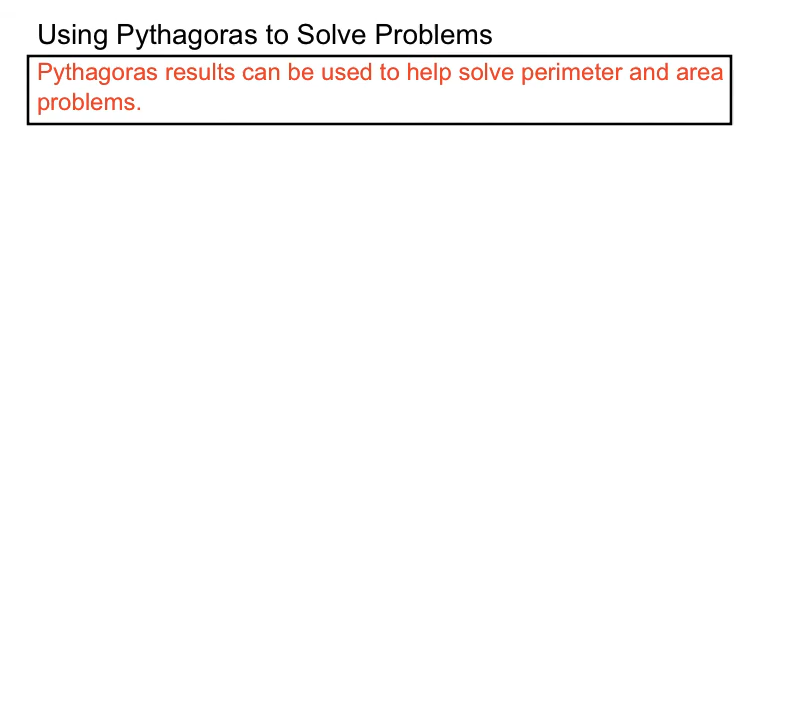 Using Pythagoras to Solve Problems
Pythagoras results can be used to help solve perimeter and area
problems.